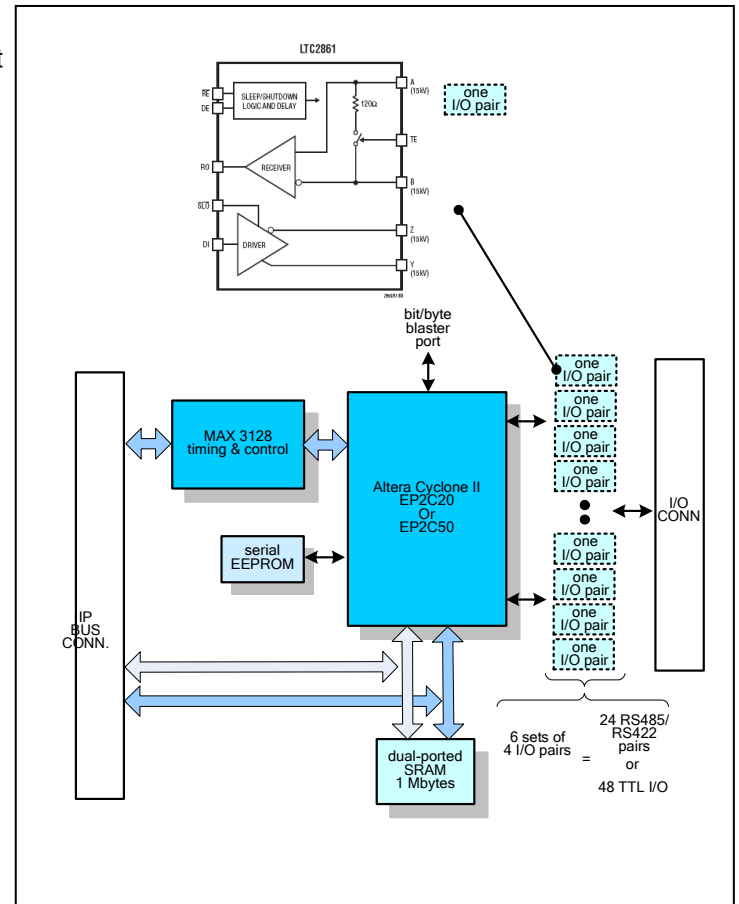 t
LTC2861
RE
DE
SLEEP/SHUTDOWN
LOGIC AND DELAY
A
(15kV)
120Ω
TE
RO
RECEIVER
B
(15kV)
SLO
Z
(15kV)
DI
DRIVER
Y
(15kV)
one
I/O pair
bit/byte
blaster
port
MAX 3128
timing & control
Altera Cyclone II
EP2C20
Or
EP2C50
serial
EEPROM
IP
BUS
CONN.
dual-ported
SRAM
1 Mbytes
one
I/O pair
one
I/O pair
one
I/O pair
one
I/O pair
one
I/O pair
one
I/O pair
one
I/O pair
one
I/O pair
I/O
CONN
6 sets of
4 I/O pairs
=
24 RS485/
RS422
pairs
or
48 TTL I/O